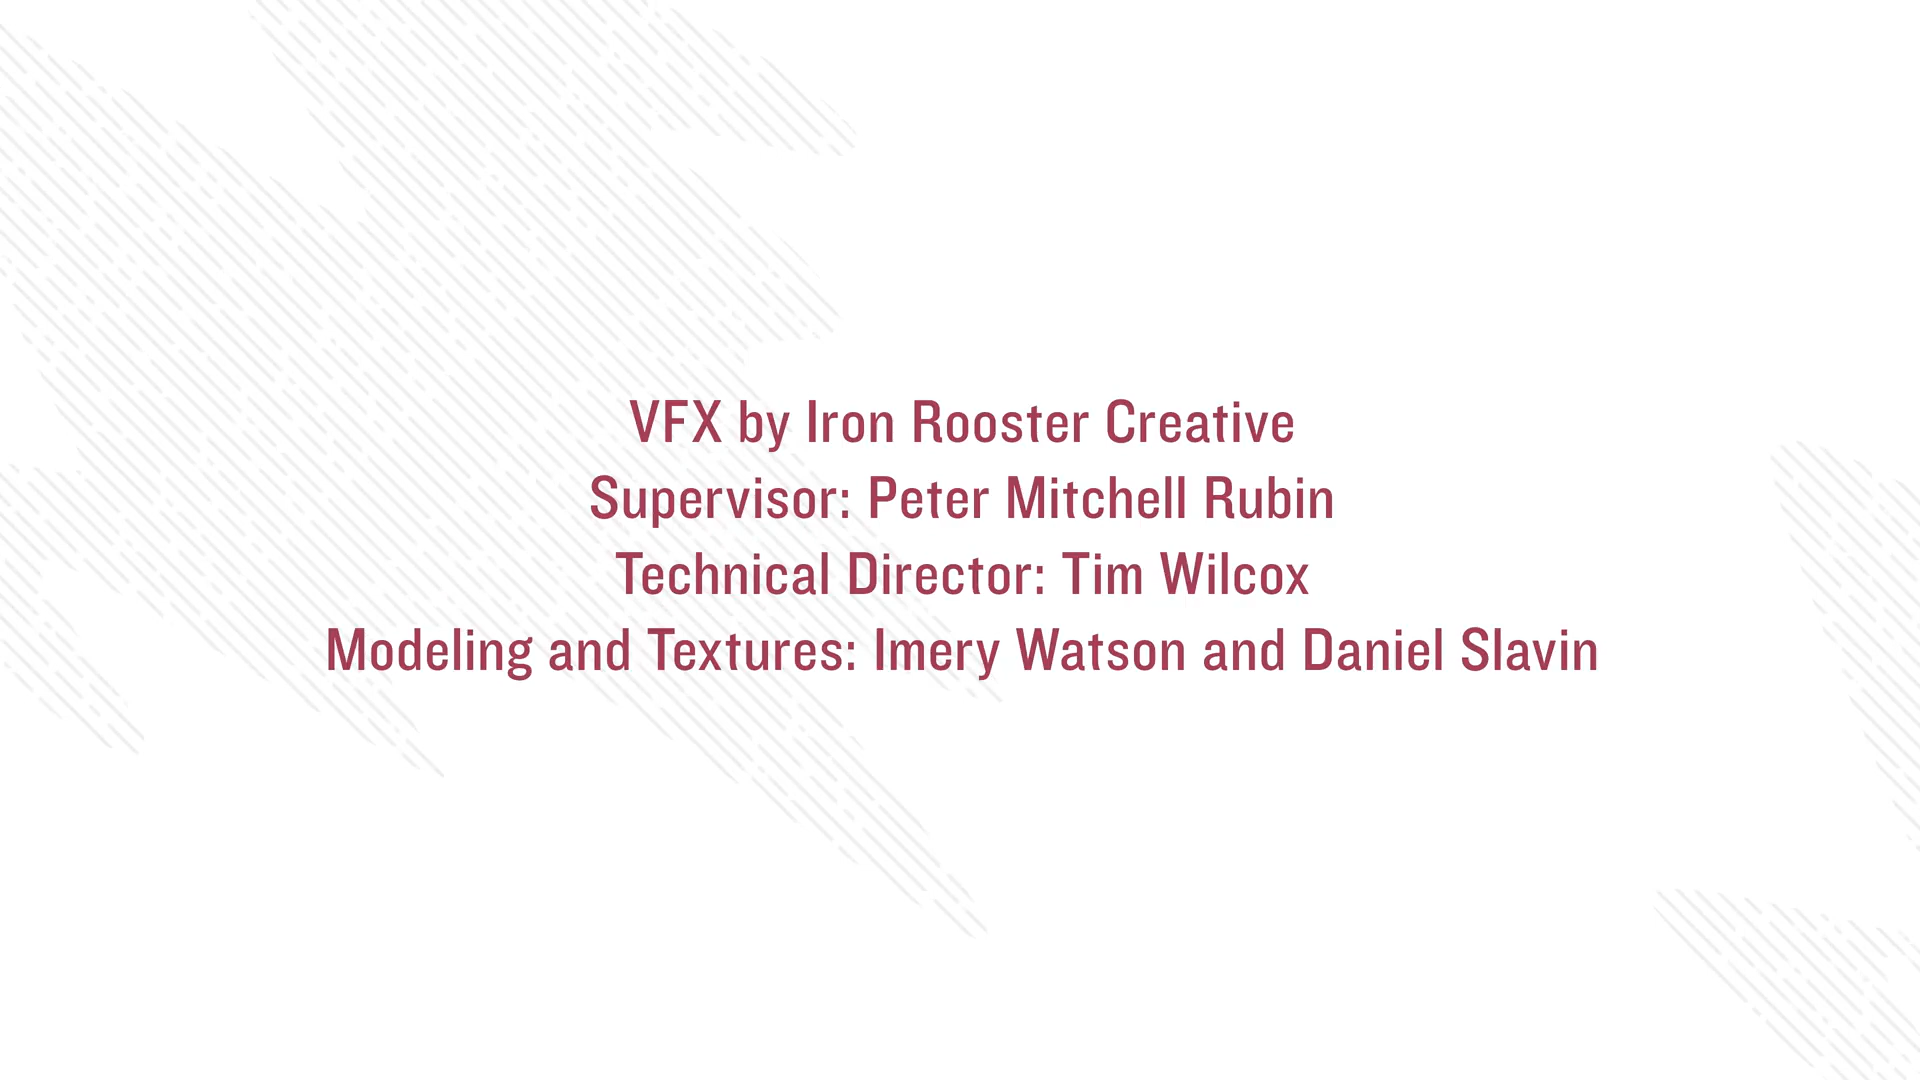 VFX by Iron Rooster Creative
Supervisor: Peter Mitchell Rubin
Technical Director: Tim Wilcox
Modeling and Textures: Imery Watson and Daniel Slavin